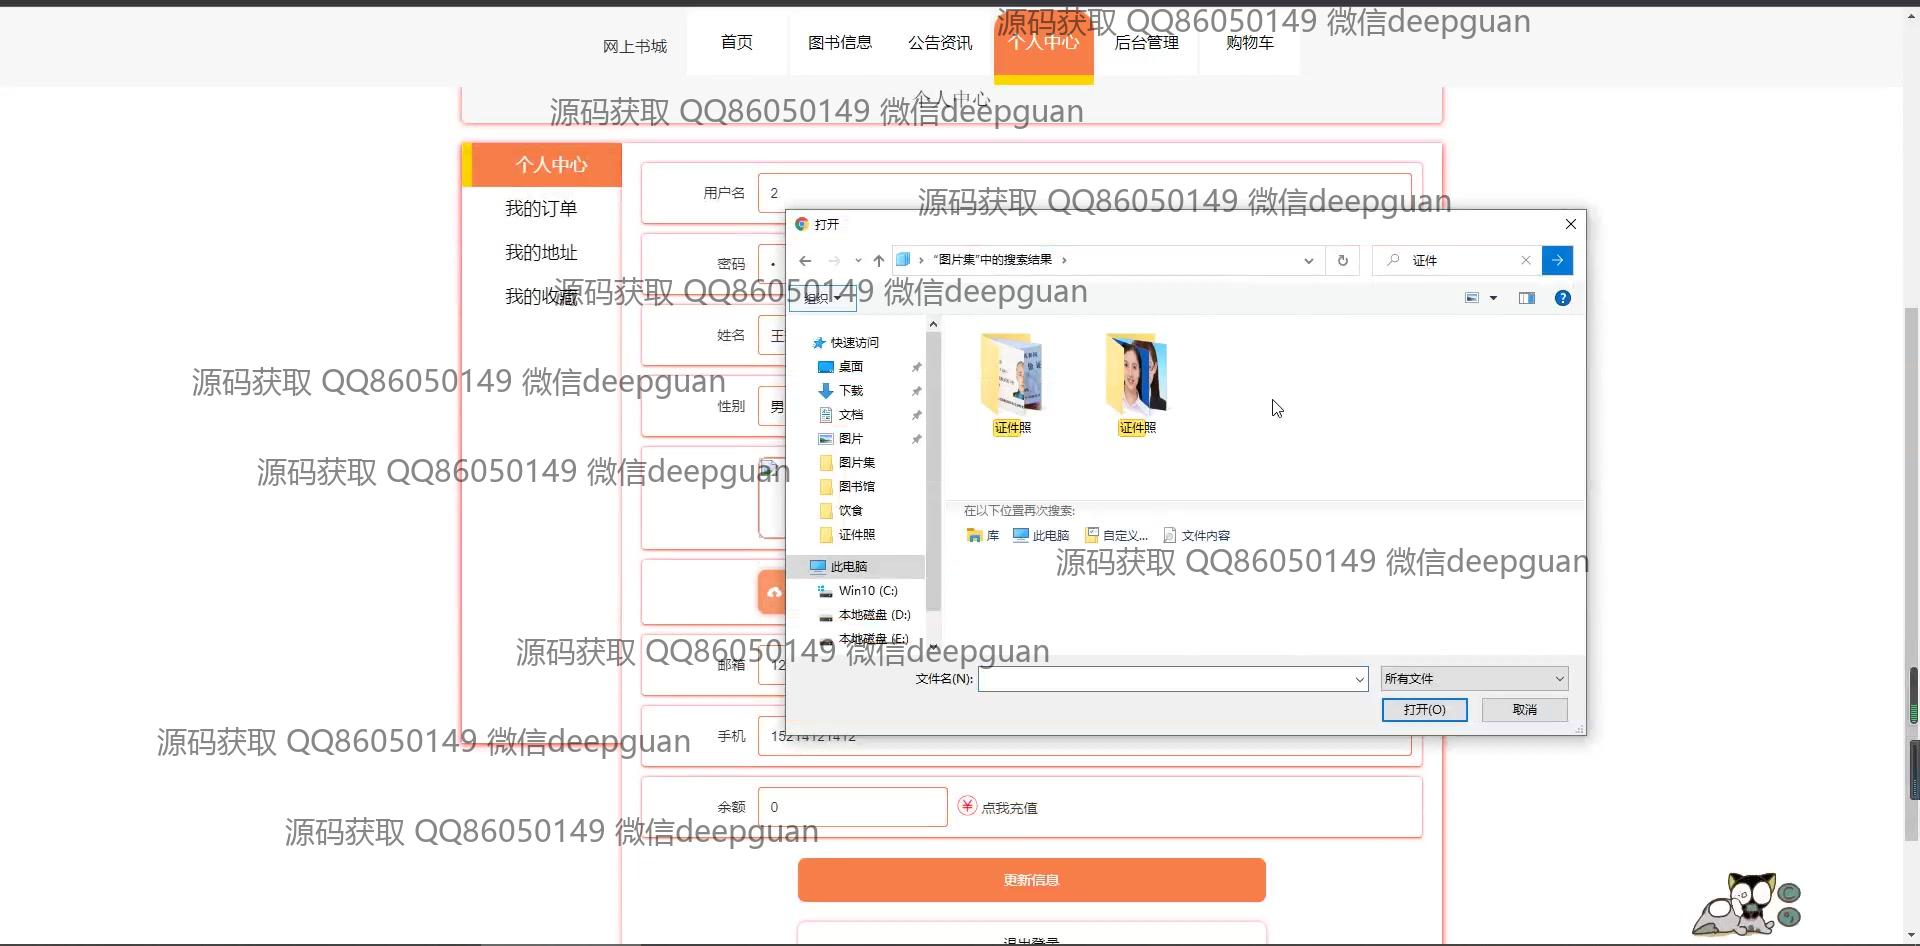 网上书城
首页
图书信息
公告资讯
个人中心
后台管理
购物车
源码获取 QQ86050149 微信deepguan
个人中心
源码获取 QQ86050149 微信deepguan
个人中心
我的订单
我的地址
我的收藏
用户名
2
源码获取 QQ86050149 微信deepguan
密码
姓名
王
性别
男
邮箱
12
手机
15214121412
余额
0
点我充值
更新信息
退出登录
打开
“图片集”中的搜索结果
证件
组织
源码获取 QQ86050149 微信deepguan
快速访问
桌面
下载
文档
图片
图片集
图书馆
饮食
证件照
此电脑
Win10 (C:)
本地磁盘 (D:)
本地磁盘 (E:)
证件照
证件照
在以下位置再次搜索:
库
此电脑
自定义...
文件内容
文件名(N):
所有文件
打开(O)
取消
源码获取 QQ86050149 微信deepguan
源码获取 QQ86050149 微信deepguan
源码获取 QQ86050149 微信deepguan
源码获取 QQ86050149 微信deepguan
源码获取 QQ86050149 微信deepguan
源码获取 QQ86050149 微信deepguan